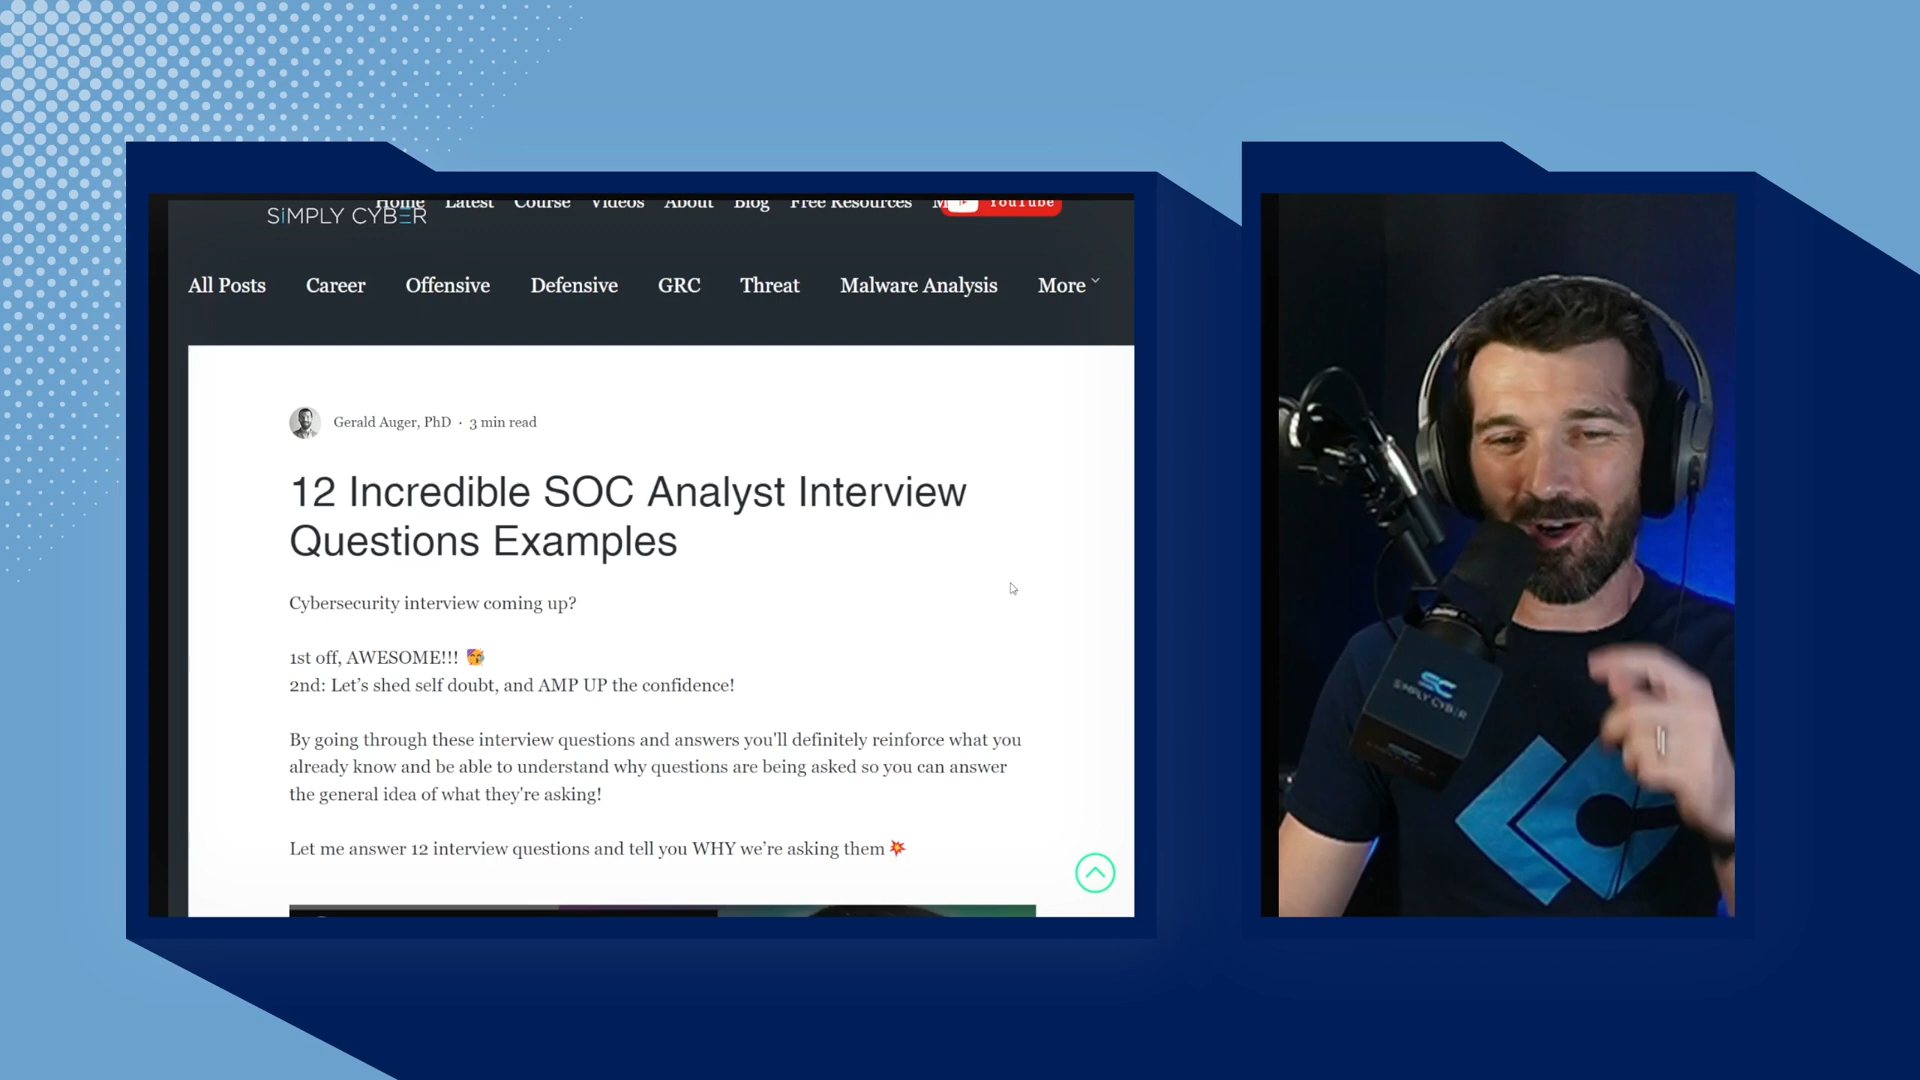 Home Latest Course Videos About Blog Free Resources
YouTube
SiMPLY CYBER
All Posts Career Offensive Defensive GRC Threat Malware Analysis More
Gerald Auger, PhD · 3 min read
12 Incredible SOC Analyst Interview
Questions Examples
Cybersecurity interview coming up?
1st off, AWESOME!!! 🥳
2nd: Let’s shed self doubt, and AMP UP the confidence!
By going through these interview questions and answers you'll definitely reinforce what you
already know and be able to understand why questions are being asked so you can answer
the general idea of what they're asking!
Let me answer 12 interview questions and tell you WHY we’re asking them 💥
SC
SiMPLY CYBER